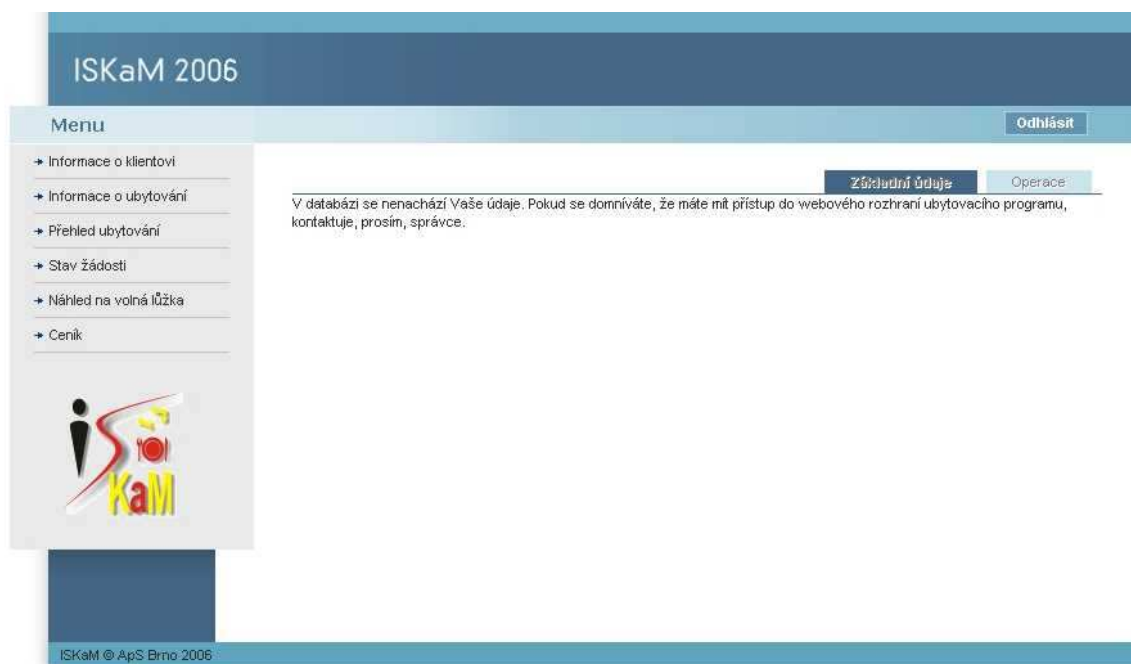 ISKaM 2006
Menu
Odhlásit
Informace o klientovi
Informace o ubytování
Přehled ubytování
Stav žádosti
Náhled na volná lůžka
Ceník
Základní údaje
Operace
V databázi se nenachází Vaše údaje. Pokud se domníváte, že máte mít přístup do webového rozhraní ubytovacího programu,
kontaktuje, prosím, správce.
iS
KaM
ISKaM © ApS Brno 2006